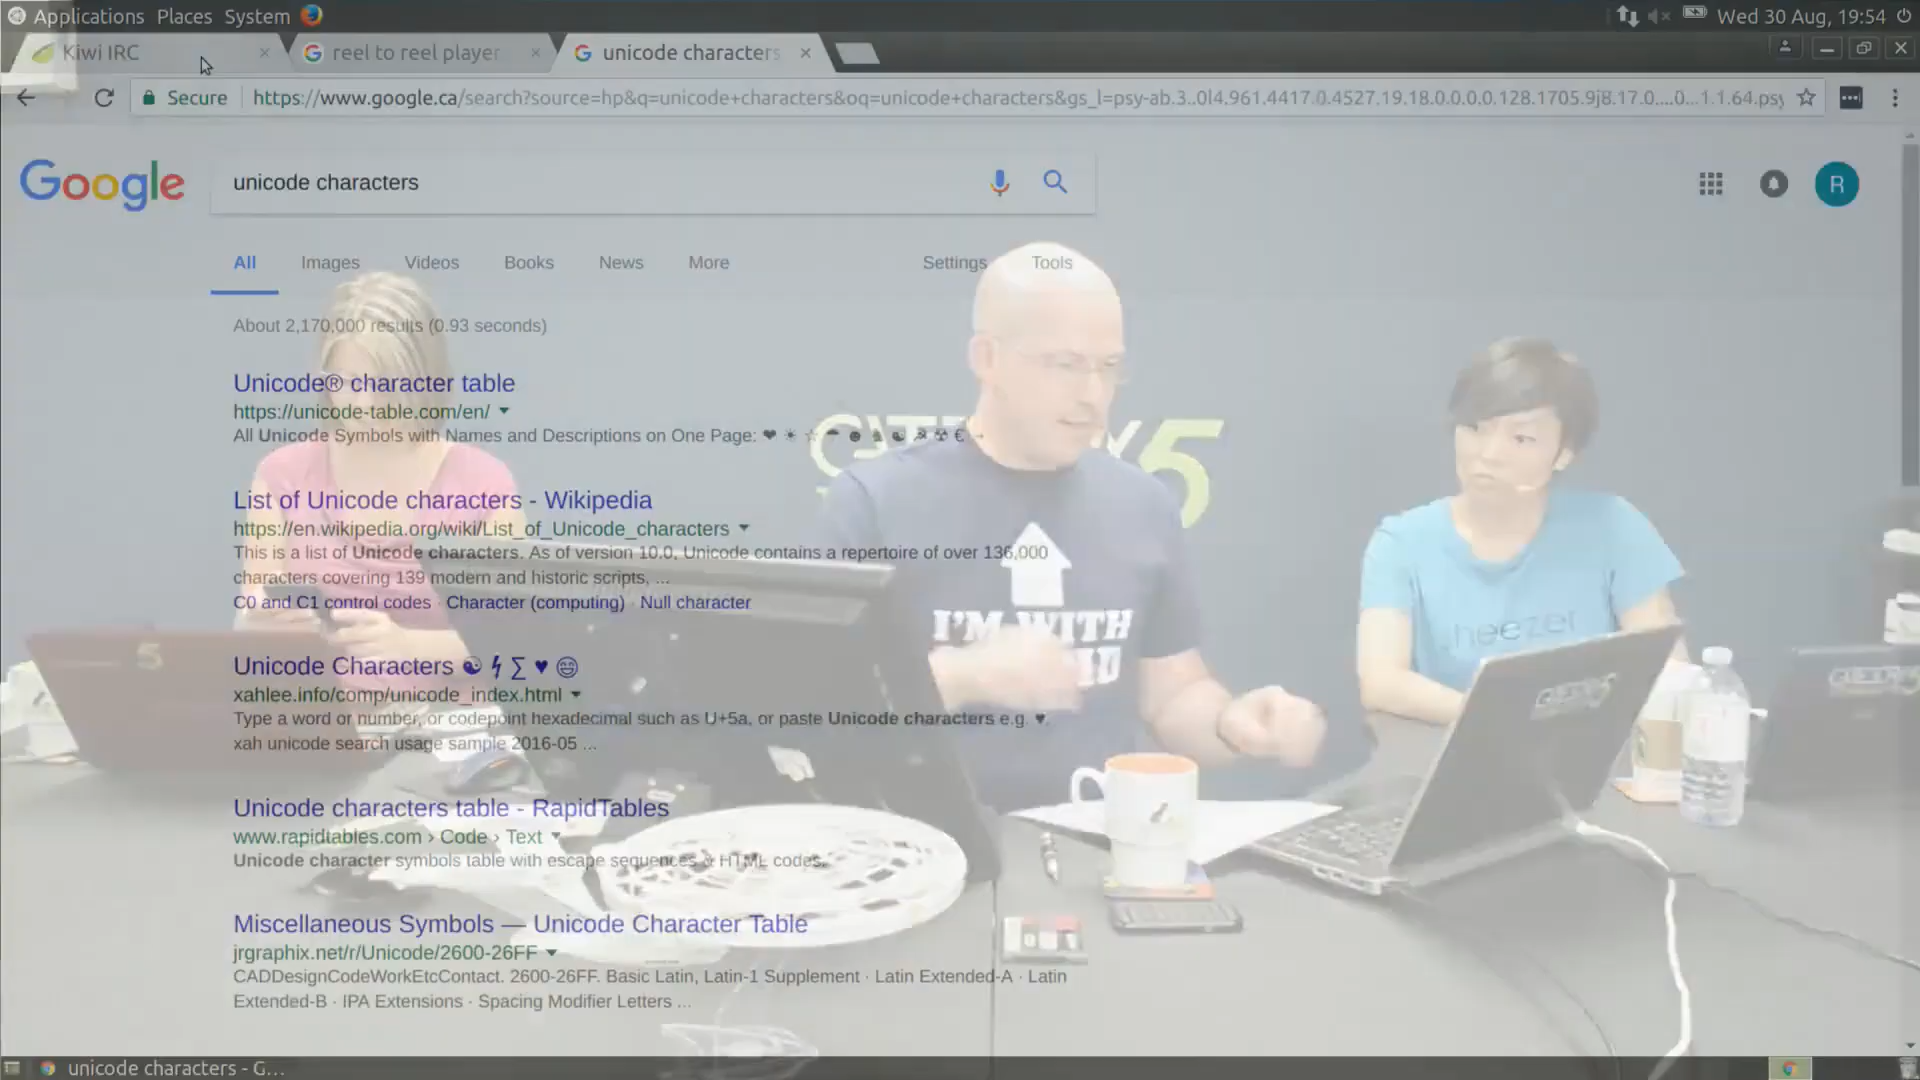 Applications Places System
Wed 30 Aug, 19:54
Kiwi IRC
reel to reel player
unicode characters
Secure
https://www.google.ca/search?source=hp&q=unicode+characters&oq=unicode+characters&gs_l=psy-ab.3..0l4.961.4417.0.4527.19.18.0.0.0.0.128.1705.9j8.17.0....0...1.1.64.psy
Google
unicode characters
R
All
Images
Videos
Books
News
More
Settings
Tools
About 2,170,000 results (0.93 seconds)
Unicode® character table
https://unicode-table.com/en/
All Unicode Symbols with Names and Descriptions on One Page: ❤ ☀ ☆ ☂ ☻ ♞ ☯ ☭ ☢ € →
List of Unicode characters - Wikipedia
https://en.wikipedia.org/wiki/List_of_Unicode_characters
This is a list of Unicode characters. As of version 10.0, Unicode contains a repertoire of over 136,000
characters covering 139 modern and historic scripts, ...
C0 and C1 control codes · Character (computing) · Null character
Unicode Characters ☯ ⚡ ∑ ♥ 😄
xahlee.info/comp/unicode_index.html
Type a word or number, or codepoint hexadecimal such as U+5a, or paste Unicode characters e.g. ♥.
xah unicode search usage sample 2016-05 ...
Unicode characters table - RapidTables
www.rapidtables.com › Code › Text
Unicode character symbols table with escape sequences & HTML codes.
Miscellaneous Symbols — Unicode Character Table
jrgraphix.net/r/Unicode/2600-26FF
CADDesignCodeWorkEtcContact. 2600-26FF. Basic Latin, Latin-1 Supplement · Latin Extended-A · Latin
Extended-B · IPA Extensions · Spacing Modifier Letters ...
5
I'M WITH
heezer
5
unicode characters - G...